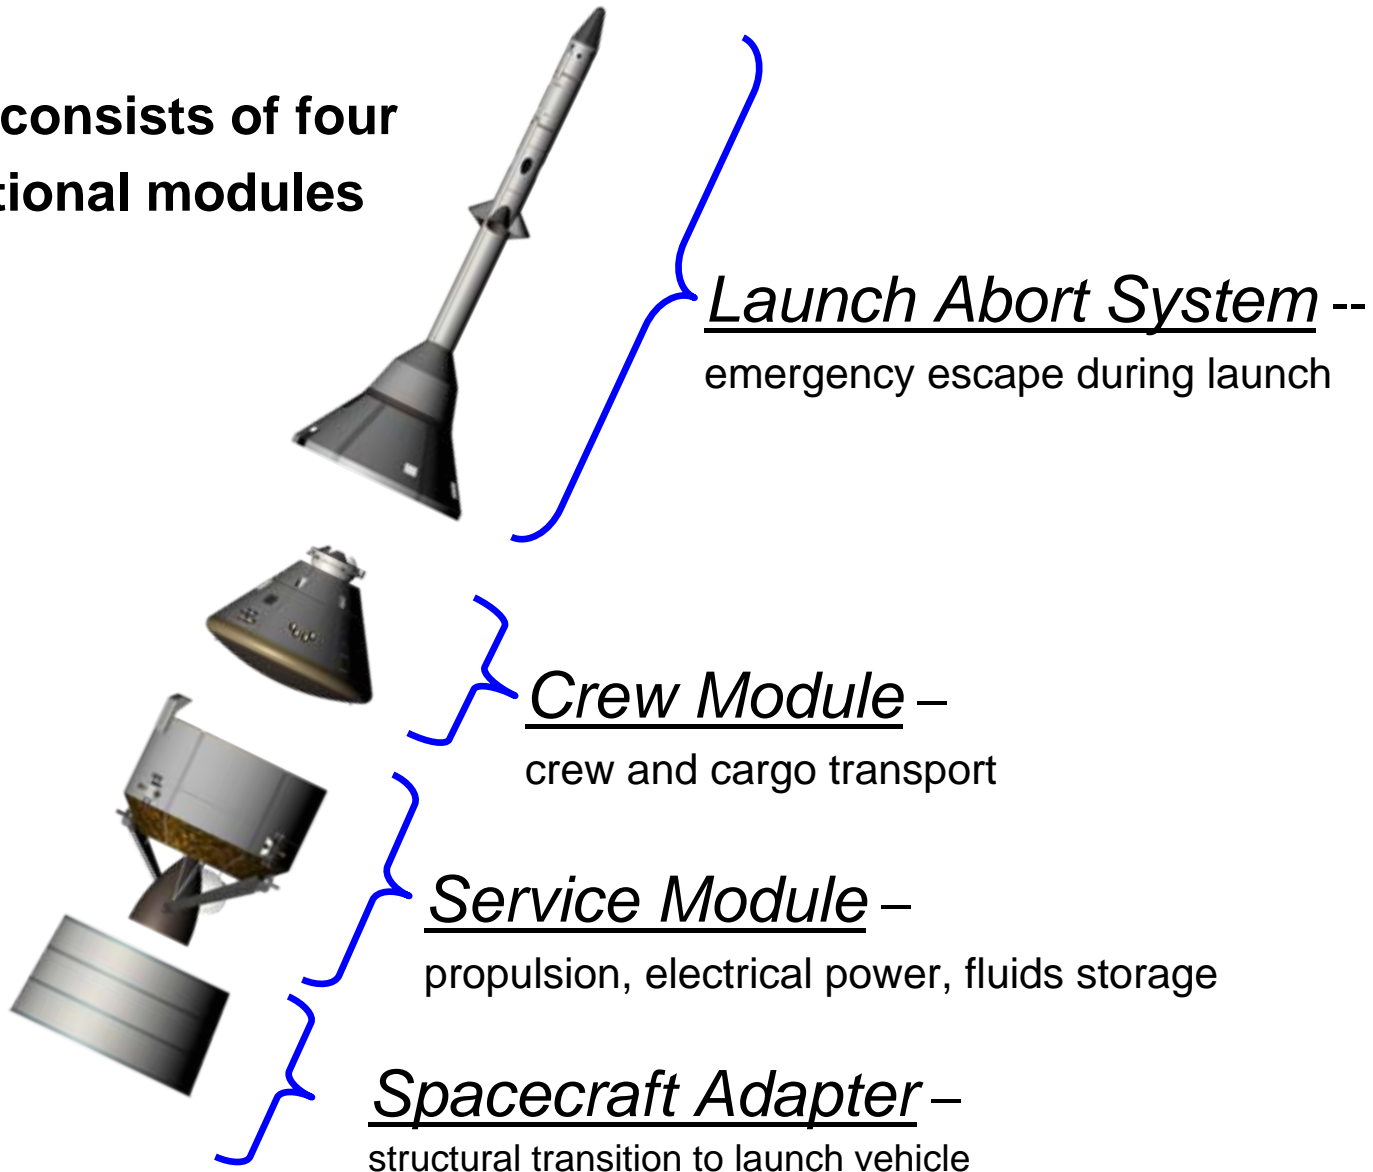 consists of four
tional modules
Launch Abort System --
emergency escape during launch
Crew Module –
crew and cargo transport
Service Module –
propulsion, electrical power, fluids storage
Spacecraft Adapter –
structural transition to launch vehicle